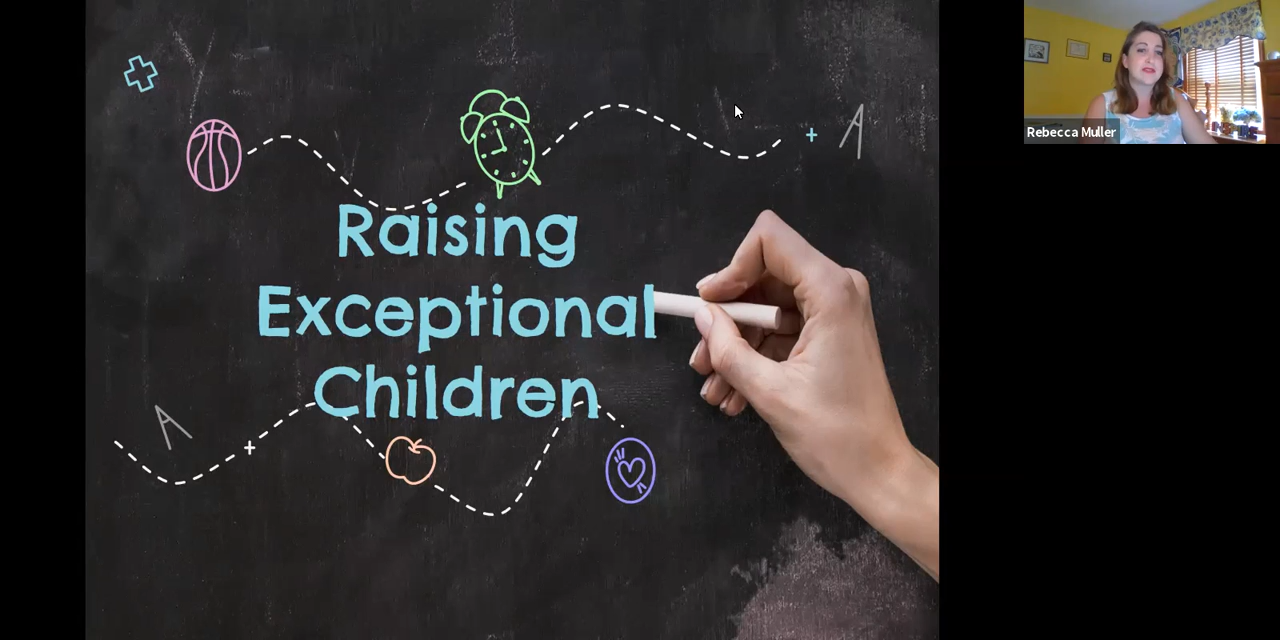 Rebecca Muller
A
Raising
Exceptional
Children
A